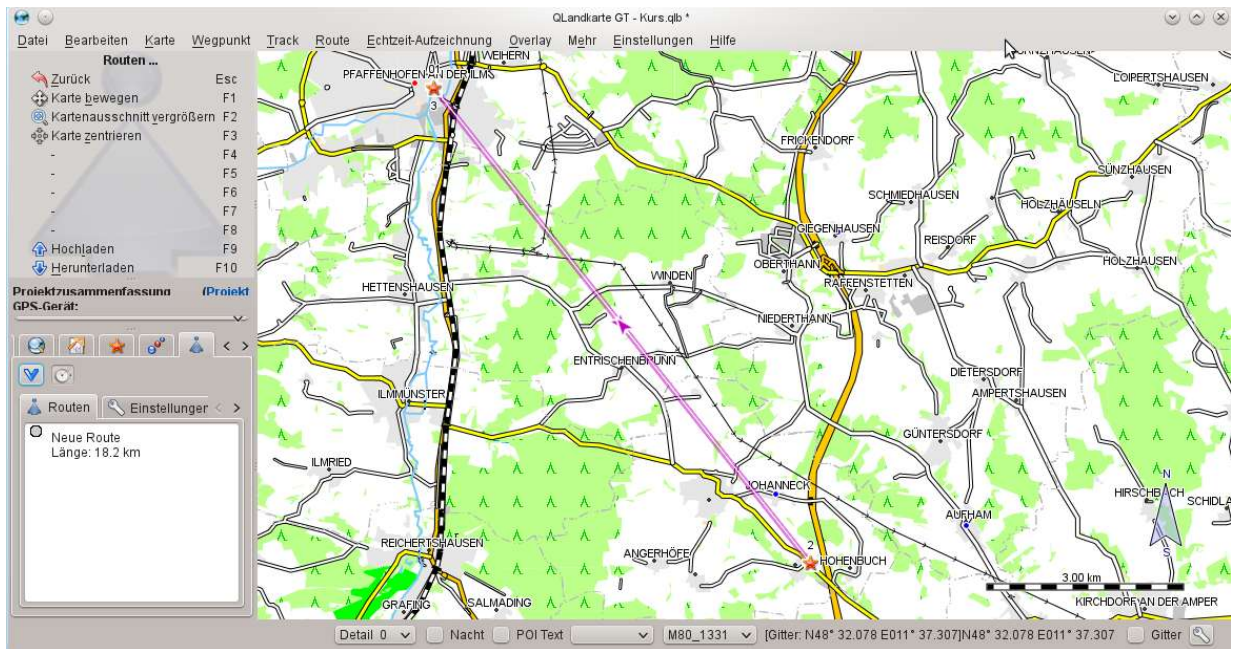 QLandkarte GT - Kurs.qlb *
Datei Bearbeiten Karte Wegpunkt Track Route Echtzeit-Aufzeichnung Overlay Mehr Einstellungen Hilfe
Routen ...
Zurück Esc
Karte bewegen F1
Kartenausschnitt vergrößern F2
Karte zentrieren F3
- F4
- F5
- F6
- F7
- F8
Hochladen F9
Herunterladen F10
Projektzusammenfassun (Projekt
GPS-Gerät:
Routen Einstellunger < >
Neue Route
Länge: 18.2 km
WEIHERN
PFAFFENHOFEN AN DER ILM
3
LOIPERTSHAUSEN
FRICKENDORF
SÜNZHAUSEN
SCHMIEDHAUSEN
HOLZHÄUSELN
GIEGENHAUSEN
REISDORF
OBERTHANN
HOLZHAUSEN
WINDEN
RAFFENSTETTEN
HETTENSHAUSEN
NIEDERTHANN
ENTRISCHENBRUNN
DIETERSDORF
AMPERTSHAUSEN
ILMMÜNSTER
GÜNTERSDORF
ILMRIED
JOHANNECK
N
HIRSCHBACH
SCHIDLA
AUFHAM
REICHERTSHAUSEN
2
ANGERHÖFE
HOHENBUCH
S
3.00 km
GRAFING
SALMADING
KIRCHDORF AN DER AMPER
Detail 0 Nacht POI Text M80_1331 [Gitter: N48° 32.078 E011° 37.307]N48° 32.078 E011° 37.307 Gitter